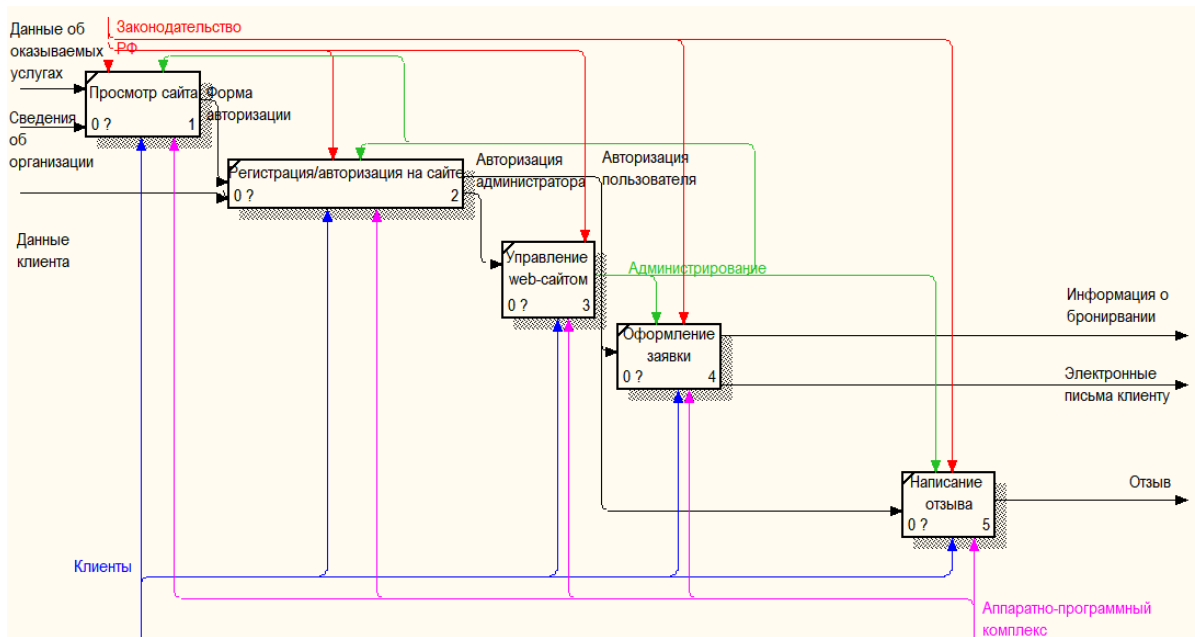 Данные об
оказываемых
услугах
Законодательство
РФ
Просмотр сайта
0 ?
1
Форма
авторизации
Сведения
об
организации
Регистрация/авторизация на сайте
0 ?
2
Авторизация
администратора
Авторизация
пользователя
Данные
клиента
Управление
web-сайтом
0 ?
3
Администрирование
Оформление
заявки
0 ?
4
Информация о
бронирвании
Электронные
письма клиенту
Написание
отзыва
0 ?
5
Отзыв
Клиенты
Аппаратно-программный
комплекс